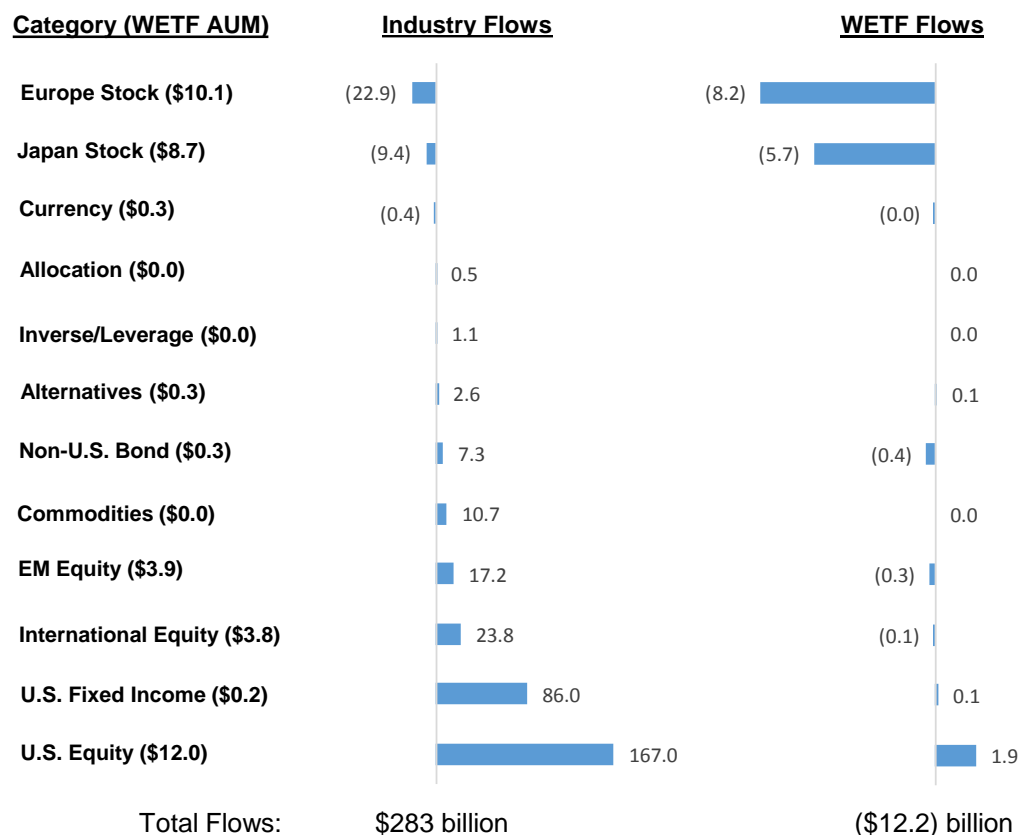 Category (WETF AUM) Industry Flows WETF Flows
Europe Stock ($10.1) (22.9) (8.2)
Japan Stock ($8.7) (9.4) (5.7)
Currency ($0.3) (0.4) (0.0)
Allocation ($0.0) 0.5 0.0
Inverse/Leverage ($0.0) 1.1 0.0
Alternatives ($0.3) 2.6 0.1
Non-U.S. Bond ($0.3) 7.3 (0.4)
Commodities ($0.0) 10.7 0.0
EM Equity ($3.9) 17.2 (0.3)
International Equity ($3.8) 23.8 (0.1)
U.S. Fixed Income ($0.2) 86.0 0.1
U.S. Equity ($12.0) 167.0 1.9
Total Flows: $283 billion ($12.2) billion